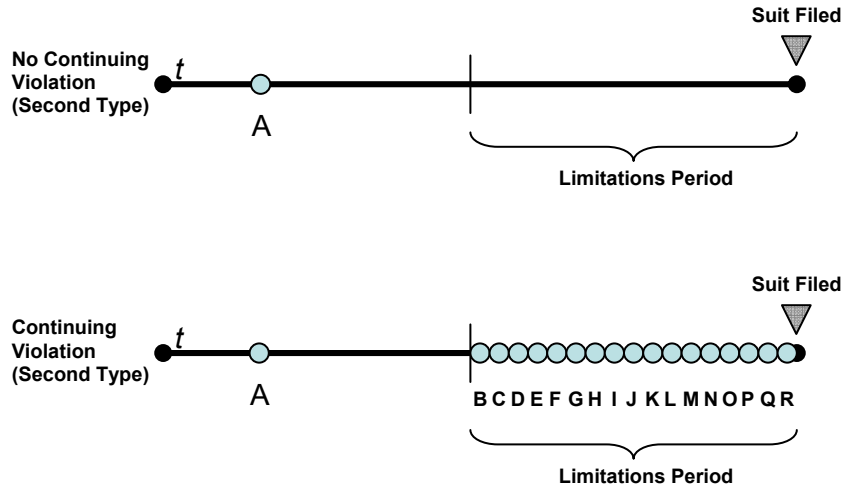 Suit Filed
No Continuing
Violation
(Second Type)
t
A
Limitations Period
Suit Filed
Continuing
Violation
(Second Type)
t
A
B C D E F G H I J K L M N O P Q R
Limitations Period